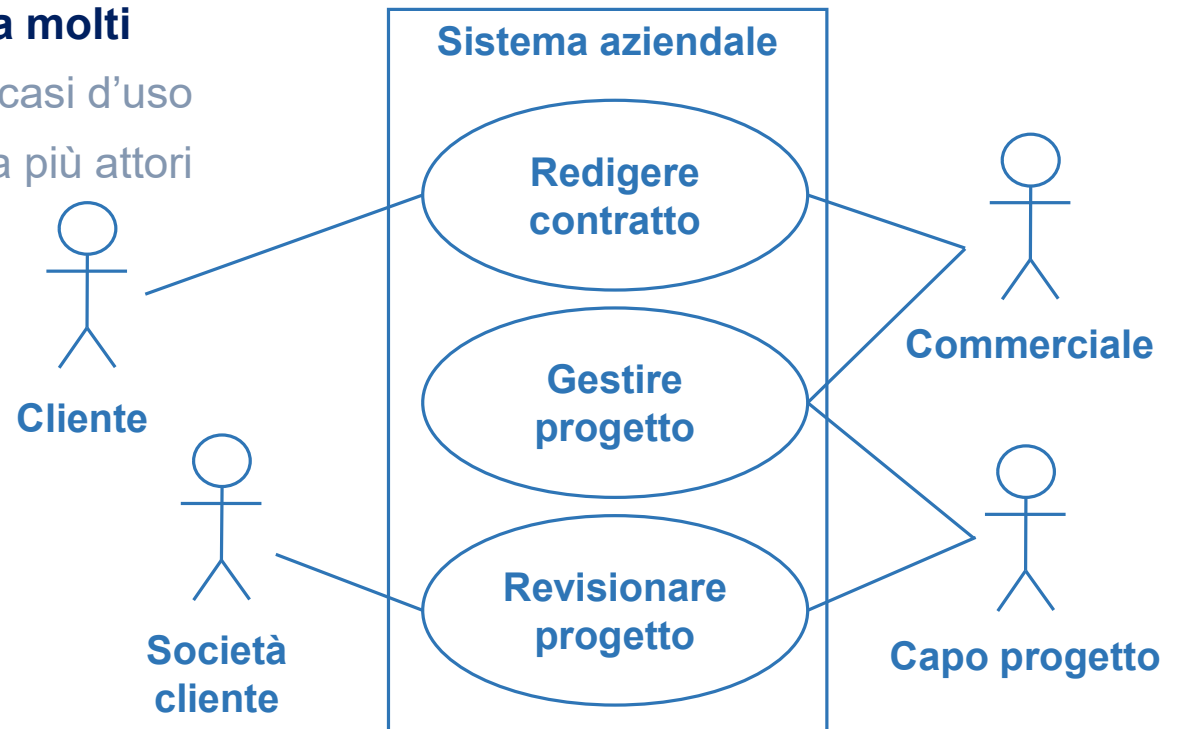 a molti
casi d'uso
a più attori
Sistema aziendale
Redigere
contratto
Gestire
progetto
Revisionare
progetto
Cliente
Società
cliente
Commerciale
Capo progetto